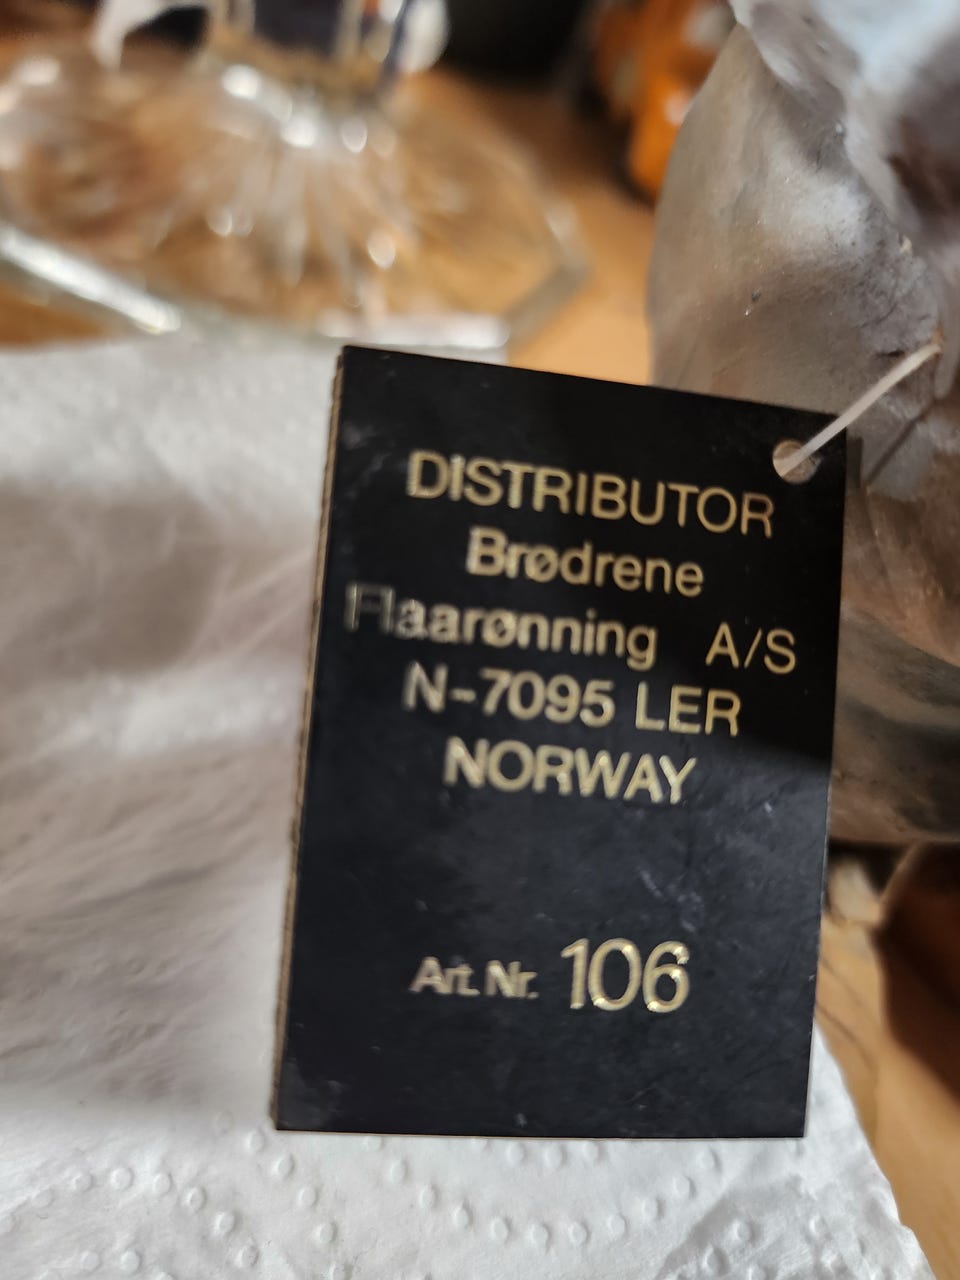 DISTRIBUTOR
Brødrene
Flaarønning A/S
N-7095 LER
NORWAY
Art. Nr. 106